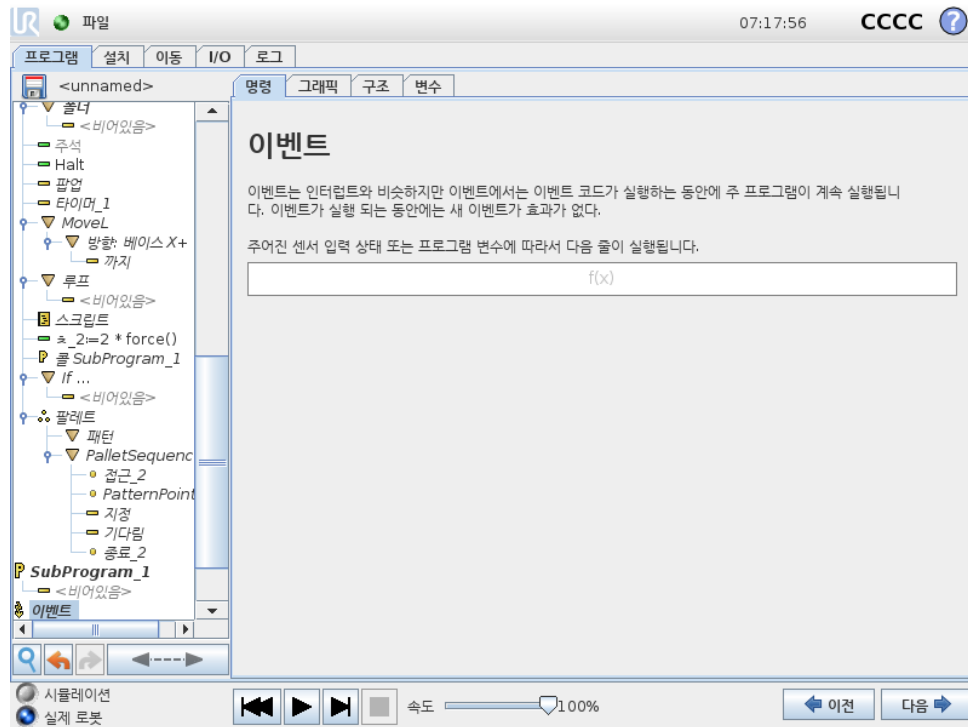 파일
07:17:56
CCCC
프로그램 설치 이동 I/O 로그
<unnamed>
명령 그래픽 구조 변수
폴더
<비어있음>
주석
Halt
팝업
타이머_1
MoveL
방향: 베이스 X+
까지
루프
<비어있음>
스크립트
ㅊ_2:=2 * force()
콜 SubProgram_1
If ...
<비어있음>
팔레트
패턴
PalletSequenc
접근_2
PatternPoint
지정
기다림
종료_2
SubProgram_1
<비어있음>
이벤트
이벤트
이벤트는 인터럽트와 비슷하지만 이벤트에서는 이벤트 코드가 실행하는 동안에 주 프로그램이 계속 실행됩니
다. 이벤트가 실행 되는 동안에는 새 이벤트가 효과가 없다.
주어진 센서 입력 상태 또는 프로그램 변수에 따라서 다음 줄이 실행됩니다.
f(x)
시뮬레이션
실제 로봇
속도 100%
이전
다음